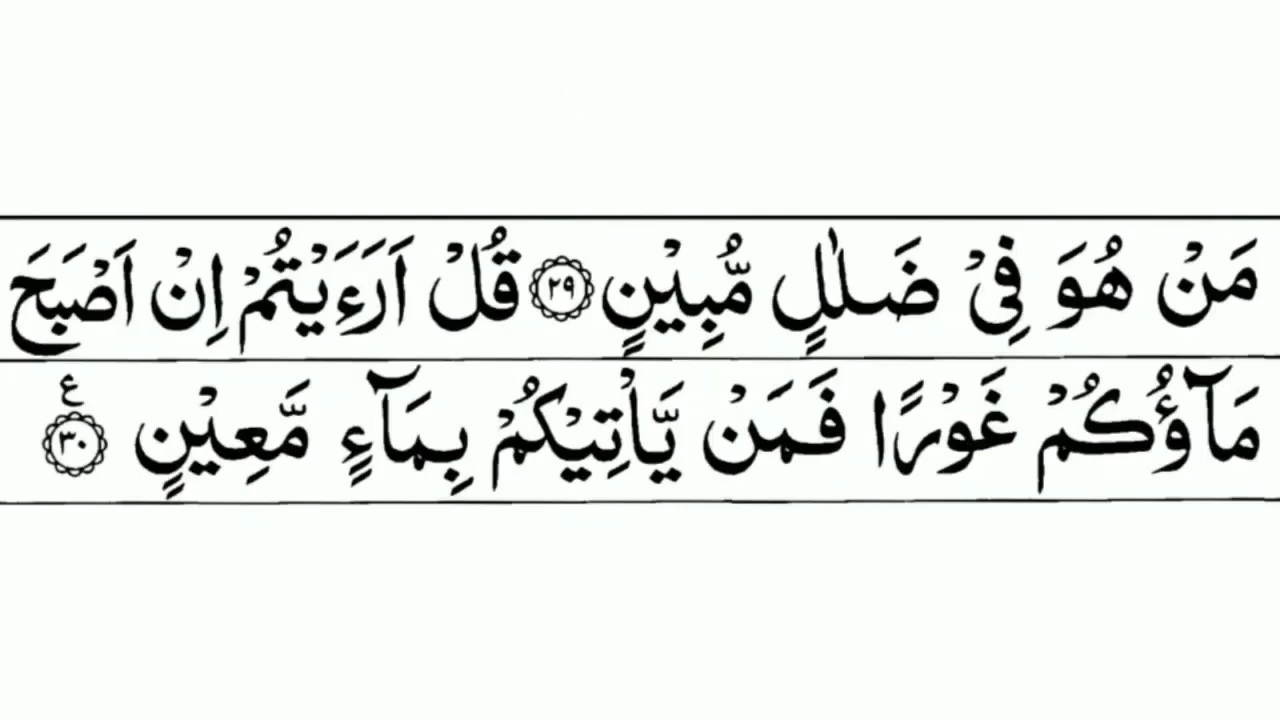 مَنْ هُوَ فِيْ ضَلٰلٍ مُّبِيْنٍ ۝٢٩ قُلْ اَرَءَيْتُمْ اِنْ اَصْبَحَ
مَآؤُكُمْ غَوْرًا فَمَنْ يَّاْتِيْكُمْ بِمَآءٍ مَّعِيْنٍ ۝٣٠ ع